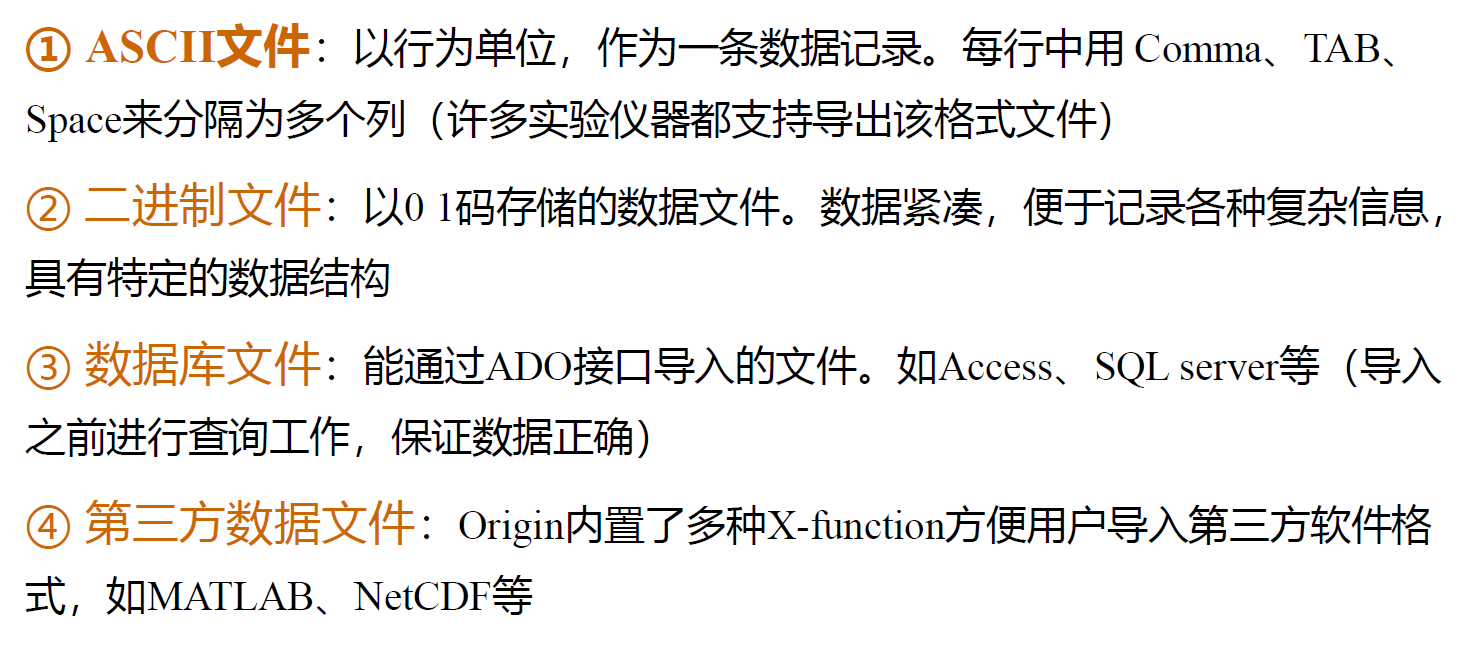 ① ASCII文件：以行为单位，作为一条数据记录。每行中用 Comma、TAB、
Space来分隔为多个列（许多实验仪器都支持导出该格式文件）
② 二进制文件：以0 1码存储的数据文件。数据紧凑，便于记录各种复杂信息，
具有特定的数据结构
③ 数据库文件：能通过ADO接口导入的文件。如Access、SQL server等（导入
之前进行查询工作，保证数据正确）
④ 第三方数据文件：Origin内置了多种X-function方便用户导入第三方软件格
式，如MATLAB、NetCDF等